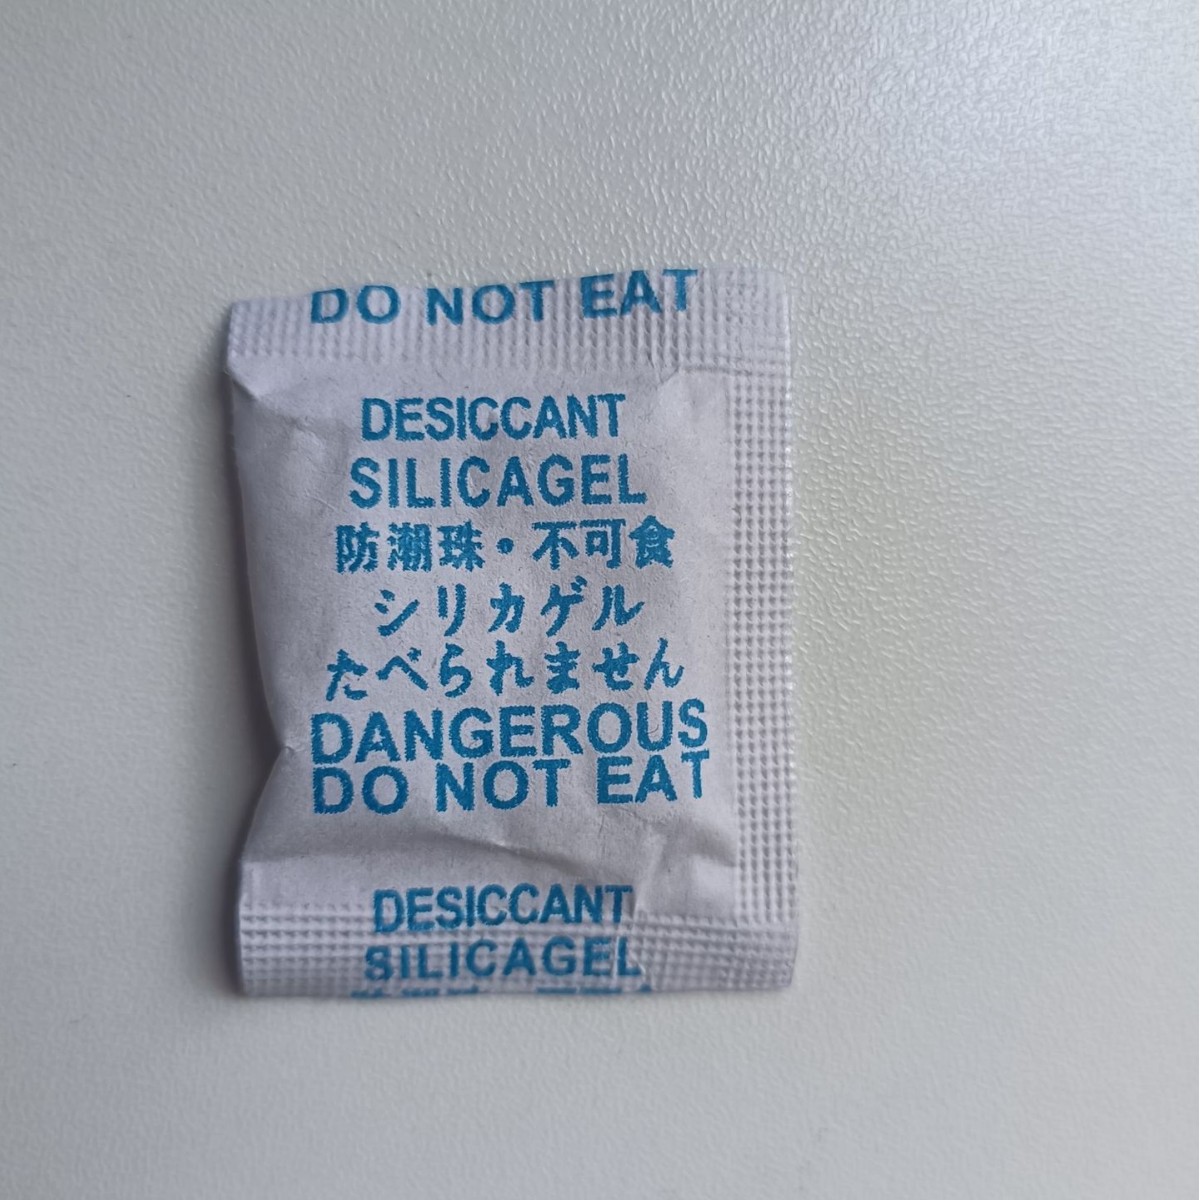 DO NOT EAT
DESICCANT
SILICAGEL
防潮珠・不可食
シリカゲル
たべられません
DANGEROUS
DO NOT EAT
DESICCANT
SILICAGEL